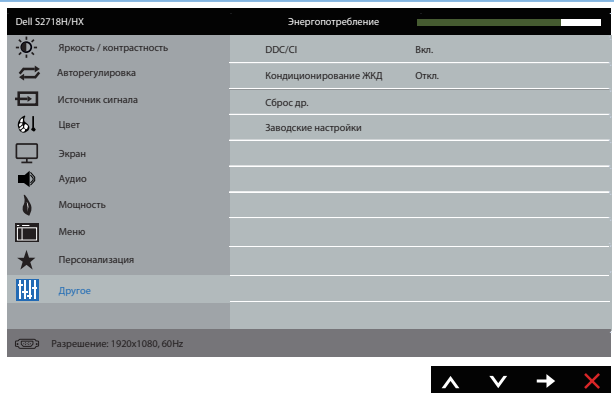 Dell S2718H/HX Энергопотребление
Яркость / контрастность DDC/CI Вкл.
Авторегулировка Кондиционирование ЖКД Откл.
Источник сигнала Сброс др.
Цвет Заводские настройки
Экран
Аудио
Мощность
Меню
Персонализация
Другое
Разрешение: 1920x1080, 60Hz